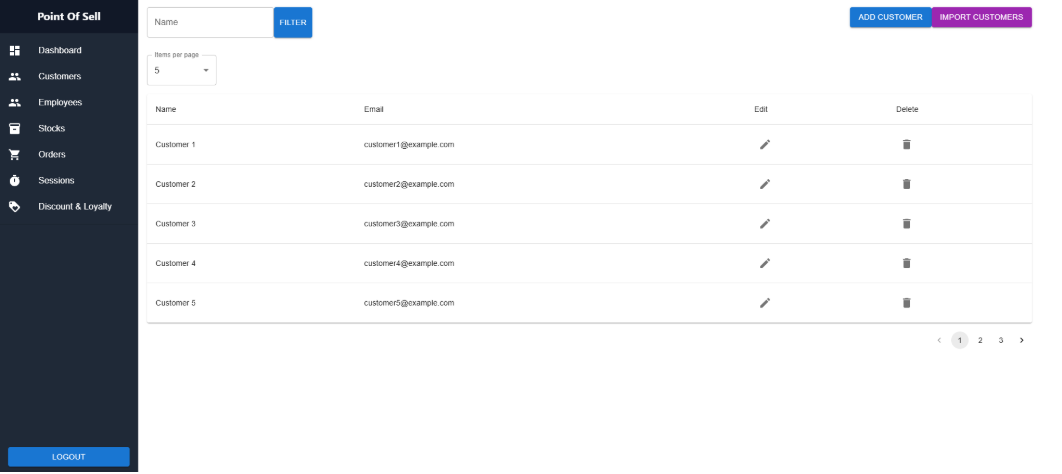 Point Of Sell
Dashboard
Customers
Employees
Stocks
Orders
Sessions
Discount & Loyalty
LOGOUT
Name
FILTER
ADD CUSTOMER
IMPORT CUSTOMERS
Items per page
5
Name Email Edit Delete
Customer 1 customer1@example.com
Customer 2 customer2@example.com
Customer 3 customer3@example.com
Customer 4 customer4@example.com
Customer 5 customer5@example.com
‹ 1 2 3 ›